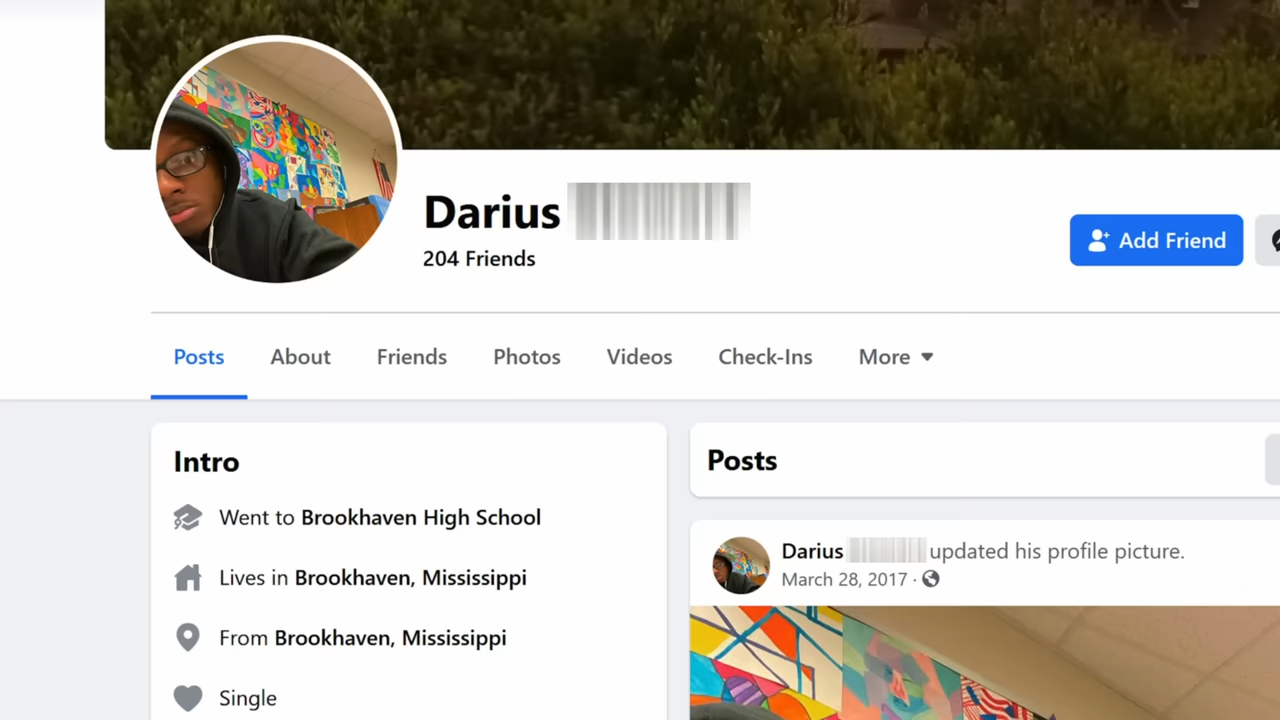 Darius
204 Friends
Add Friend
Posts About Friends Photos Videos Check-Ins More
Intro
Went to Brookhaven High School
Lives in Brookhaven, Mississippi
From Brookhaven, Mississippi
Single
Posts
Darius updated his profile picture.
March 28, 2017 ·